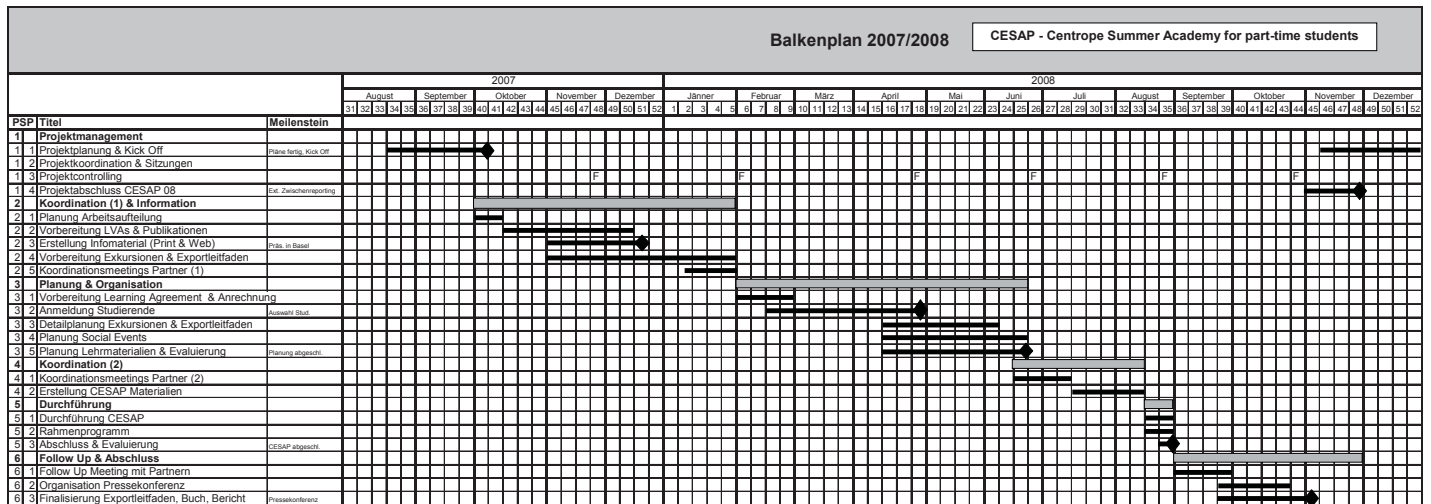 Balkenplan 2007/2008 CESAP - Centrope Summer Academy for part-time students
2007 2008
August September Oktober November Dezember Jänner Februar März April Mai Juni Juli August September Oktober November Dezember
31 32 33 34 35 36 37 38 39 40 41 42 43 44 45 46 47 48 49 50 51 52 1 2 3 4 5 6 7 8 9 10 11 12 13 14 15 16 17 18 19 20 21 22 23 24 25 26 27 28 29 30 31 32 33 34 35 36 37 38 39 40 41 42 43 44 45 46 47 48 49 50 51 52
PSP Titel Meilenstein
1 Projektmanagement
1 1 Projektplanung & Kick Off Pläne fertig, Kick Off
1 2 Projektkoordination & Sitzungen
1 3 Projektcontrolling F F F F F F
1 4 Projektabschluss CESAP 08 Ext. Zwischenreporting
2 Koordination (1) & Information
2 1 Planung Arbeitsaufteilung
2 2 Vorbereitung LVAs & Publikationen
2 3 Erstellung Infomaterial (Print & Web) Präs. in Basel
2 4 Vorbereitung Exkursionen & Exportleitfaden
2 5 Koordinationsmeetings Partner (1)
3 Planung & Organisation
3 1 Vorbereitung Learning Agreement & Anrechnung
3 2 Anmeldung Studierende Auswahl Stud.
3 3 Detailplanung Exkursionen & Exportleitfaden
3 4 Planung Social Events
3 5 Planung Lehrmaterialien & Evaluierung Planung abgeschl.
4 Koordination (2)
4 1 Koordinationsmeetings Partner (2)
4 2 Erstellung CESAP Materialien
5 Durchführung
5 1 Durchführung CESAP
5 2 Rahmenprogramm
5 3 Abschluss & Evaluierung CESAP abgeschl.
6 Follow Up & Abschluss
6 1 Follow Up Meeting mit Partnern
6 2 Organisation Pressekonferenz
6 3 Finalisierung Exportleitfaden, Buch, Bericht Pressekonferenz